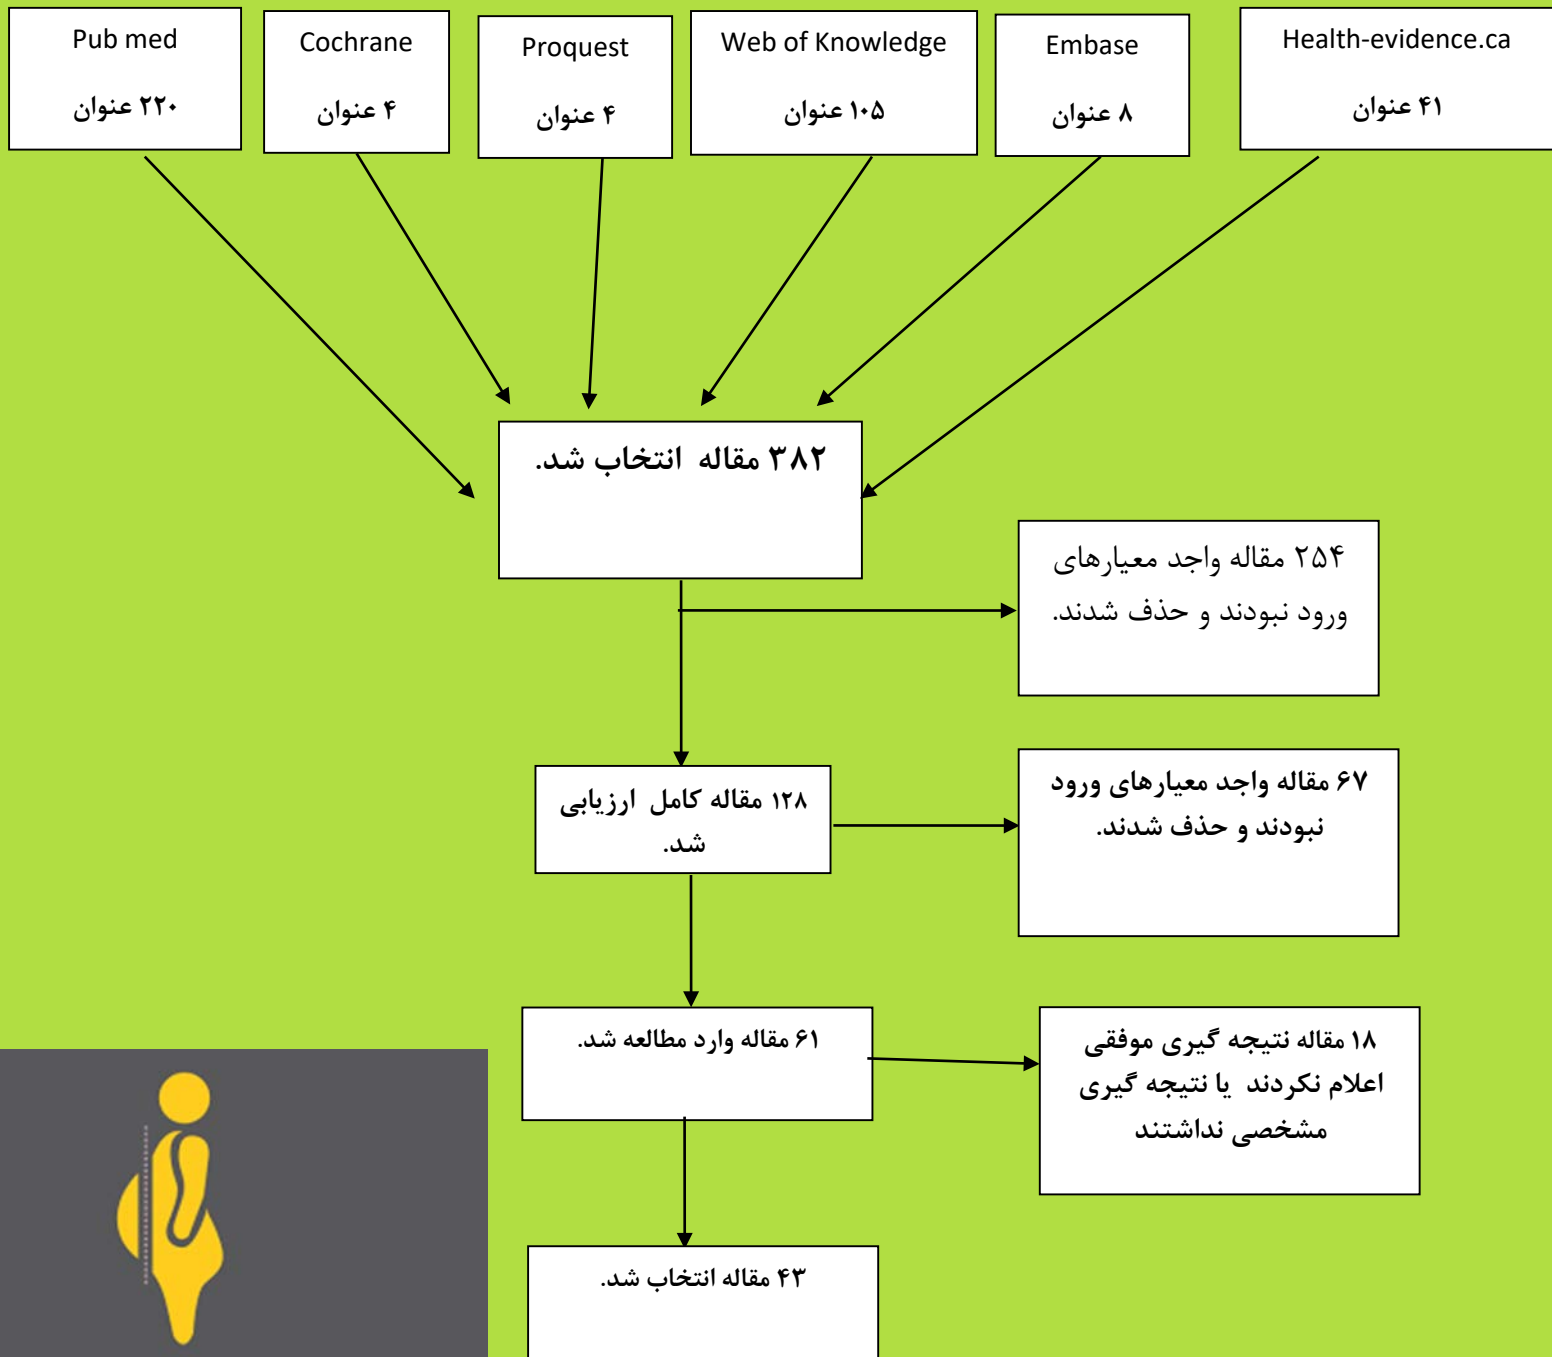 Pub med
۲۲۰ عنوان
Cochrane
۴ عنوان
Proquest
۴ عنوان
Web of Knowledge
۱۰۵ عنوان
Embase
۸ عنوان
Health-evidence.ca
۴۱ عنوان
۳۸۲ مقاله انتخاب شد.
۲۵۴ مقاله واجد معیارهای
ورود نبودند و حذف شدند.
۱۲۸ مقاله کامل ارزیابی
شد.
۶۷ مقاله واجد معیارهای ورود
نبودند و حذف شدند.
۶۱ مقاله وارد مطالعه شد.
۱۸ مقاله نتیجه گیری موفقی
اعلام نکردند یا نتیجه گیری
مشخصی نداشتند
۴۳ مقاله انتخاب شد.